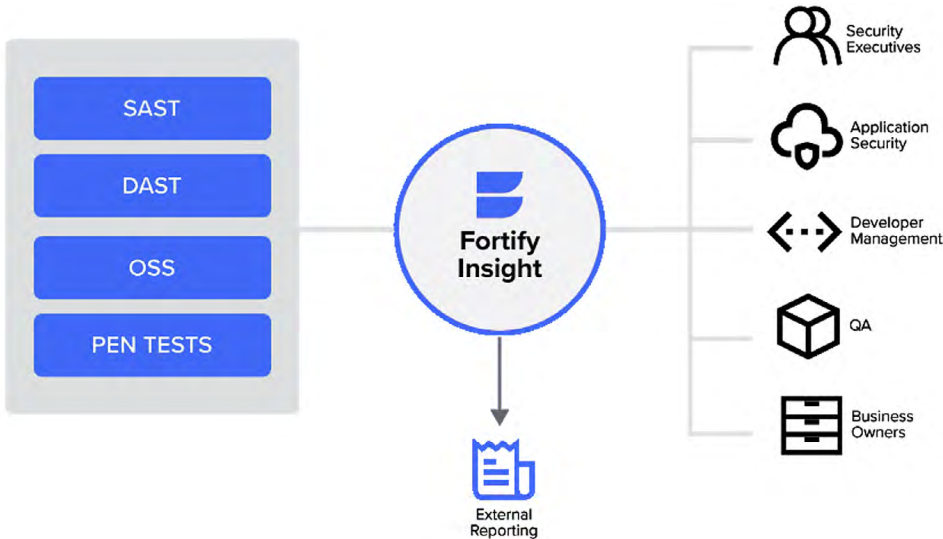 SAST
DAST
OSS
PEN TESTS
Fortify
Insight
External
Reporting
Security
Executives
Application
Security
Developer
Management
QA
Business
Owners